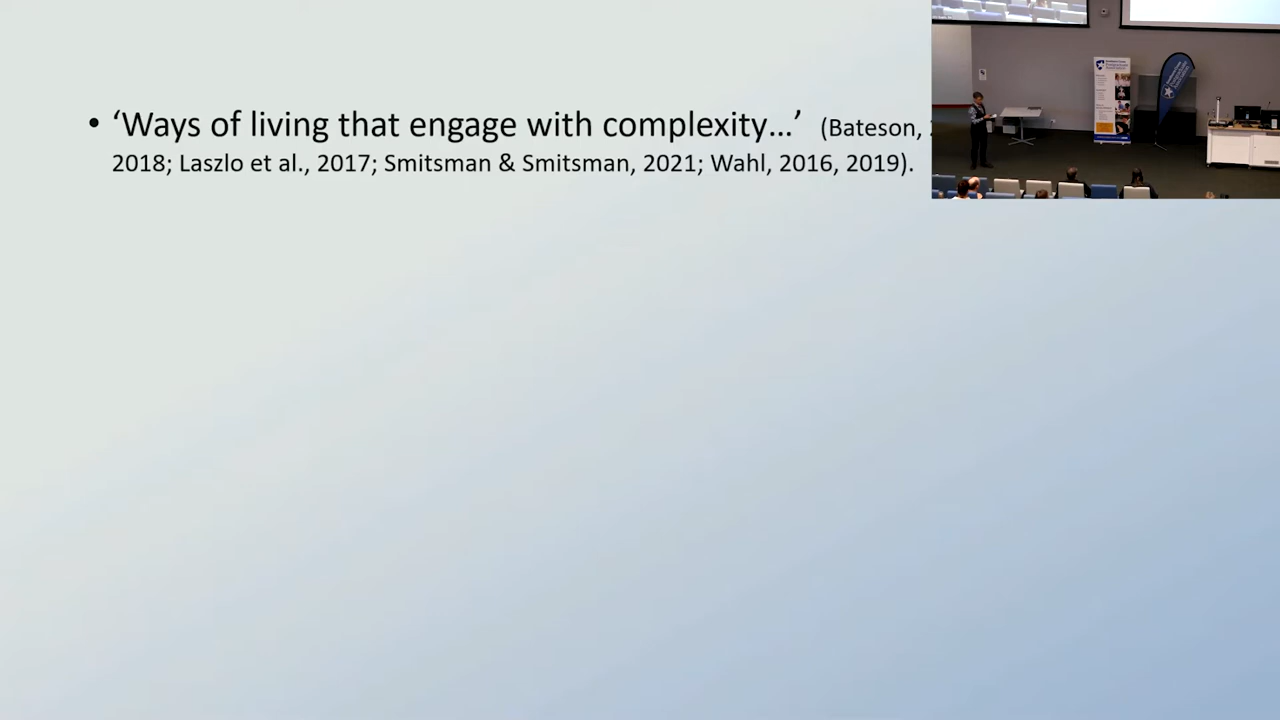 • ‘Ways of living that engage with complexity…’ (Bateson,
2018; Laszlo et al., 2017; Smitsman & Smitsman, 2021; Wahl, 2016, 2019).